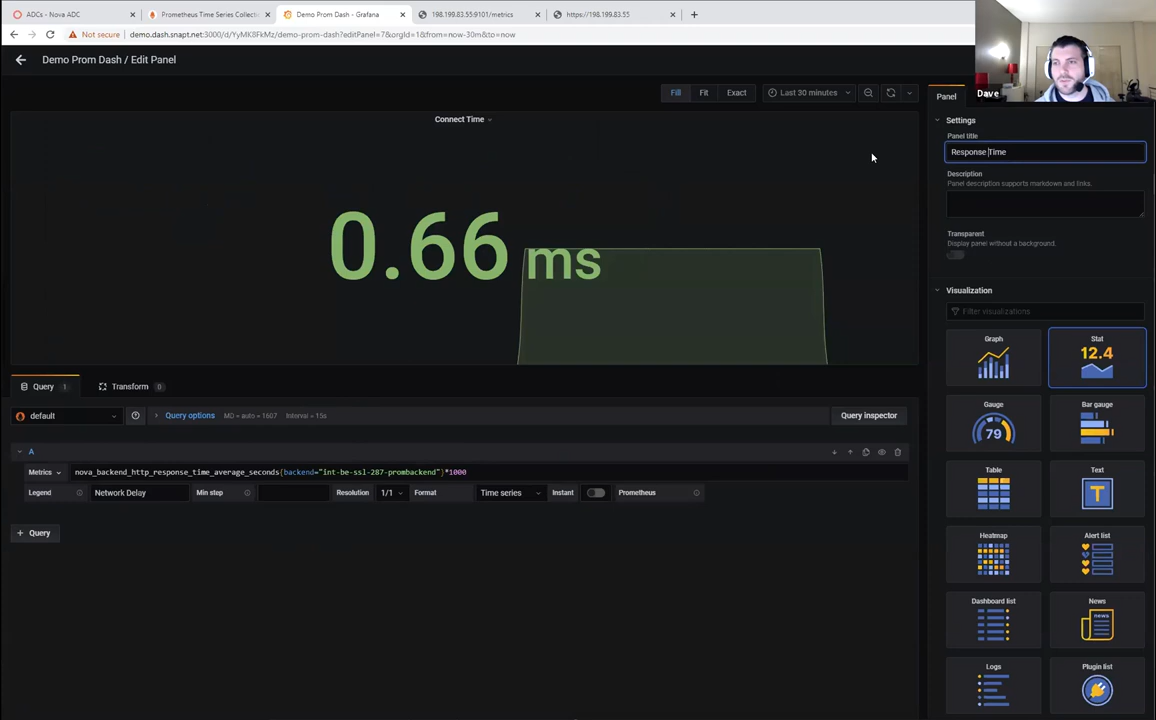 ADCs - Nova ADC
Prometheus Time Series Collecti
Demo Prom Dash - Grafana
198.199.83.55:9101/metrics
https://198.199.83.55
Not secure
demo.dash.snapt.net:3000/d/YyMK8FkMz/demo-prom-dash?editPanel=7&orgId=1&from=now-30m&to=now
Dave
Demo Prom Dash / Edit Panel
Fill
Fit
Exact
Last 30 minutes
Connect Time
0.66 ms
Query
1
Transform
0
default
Query options
MD = auto = 1607
Interval = 15s
Query inspector
A
Metrics
nova_backend_http_response_time_average_seconds{backend="int-be-ssl-287-prombackend"}*1000
Legend
Network Delay
Min step
Resolution
1/1
Format
Time series
Instant
Prometheus
+ Query
Panel
Settings
Panel title
Response Time
Description
Panel description supports markdown and links.
Transparent
Display panel without a background.
Visualization
Filter visualizations
Graph
Stat
12.4
Gauge
79
Bar gauge
Table
Text
T
Heatmap
Alert list
Dashboard list
News
news
Logs
Plugin list